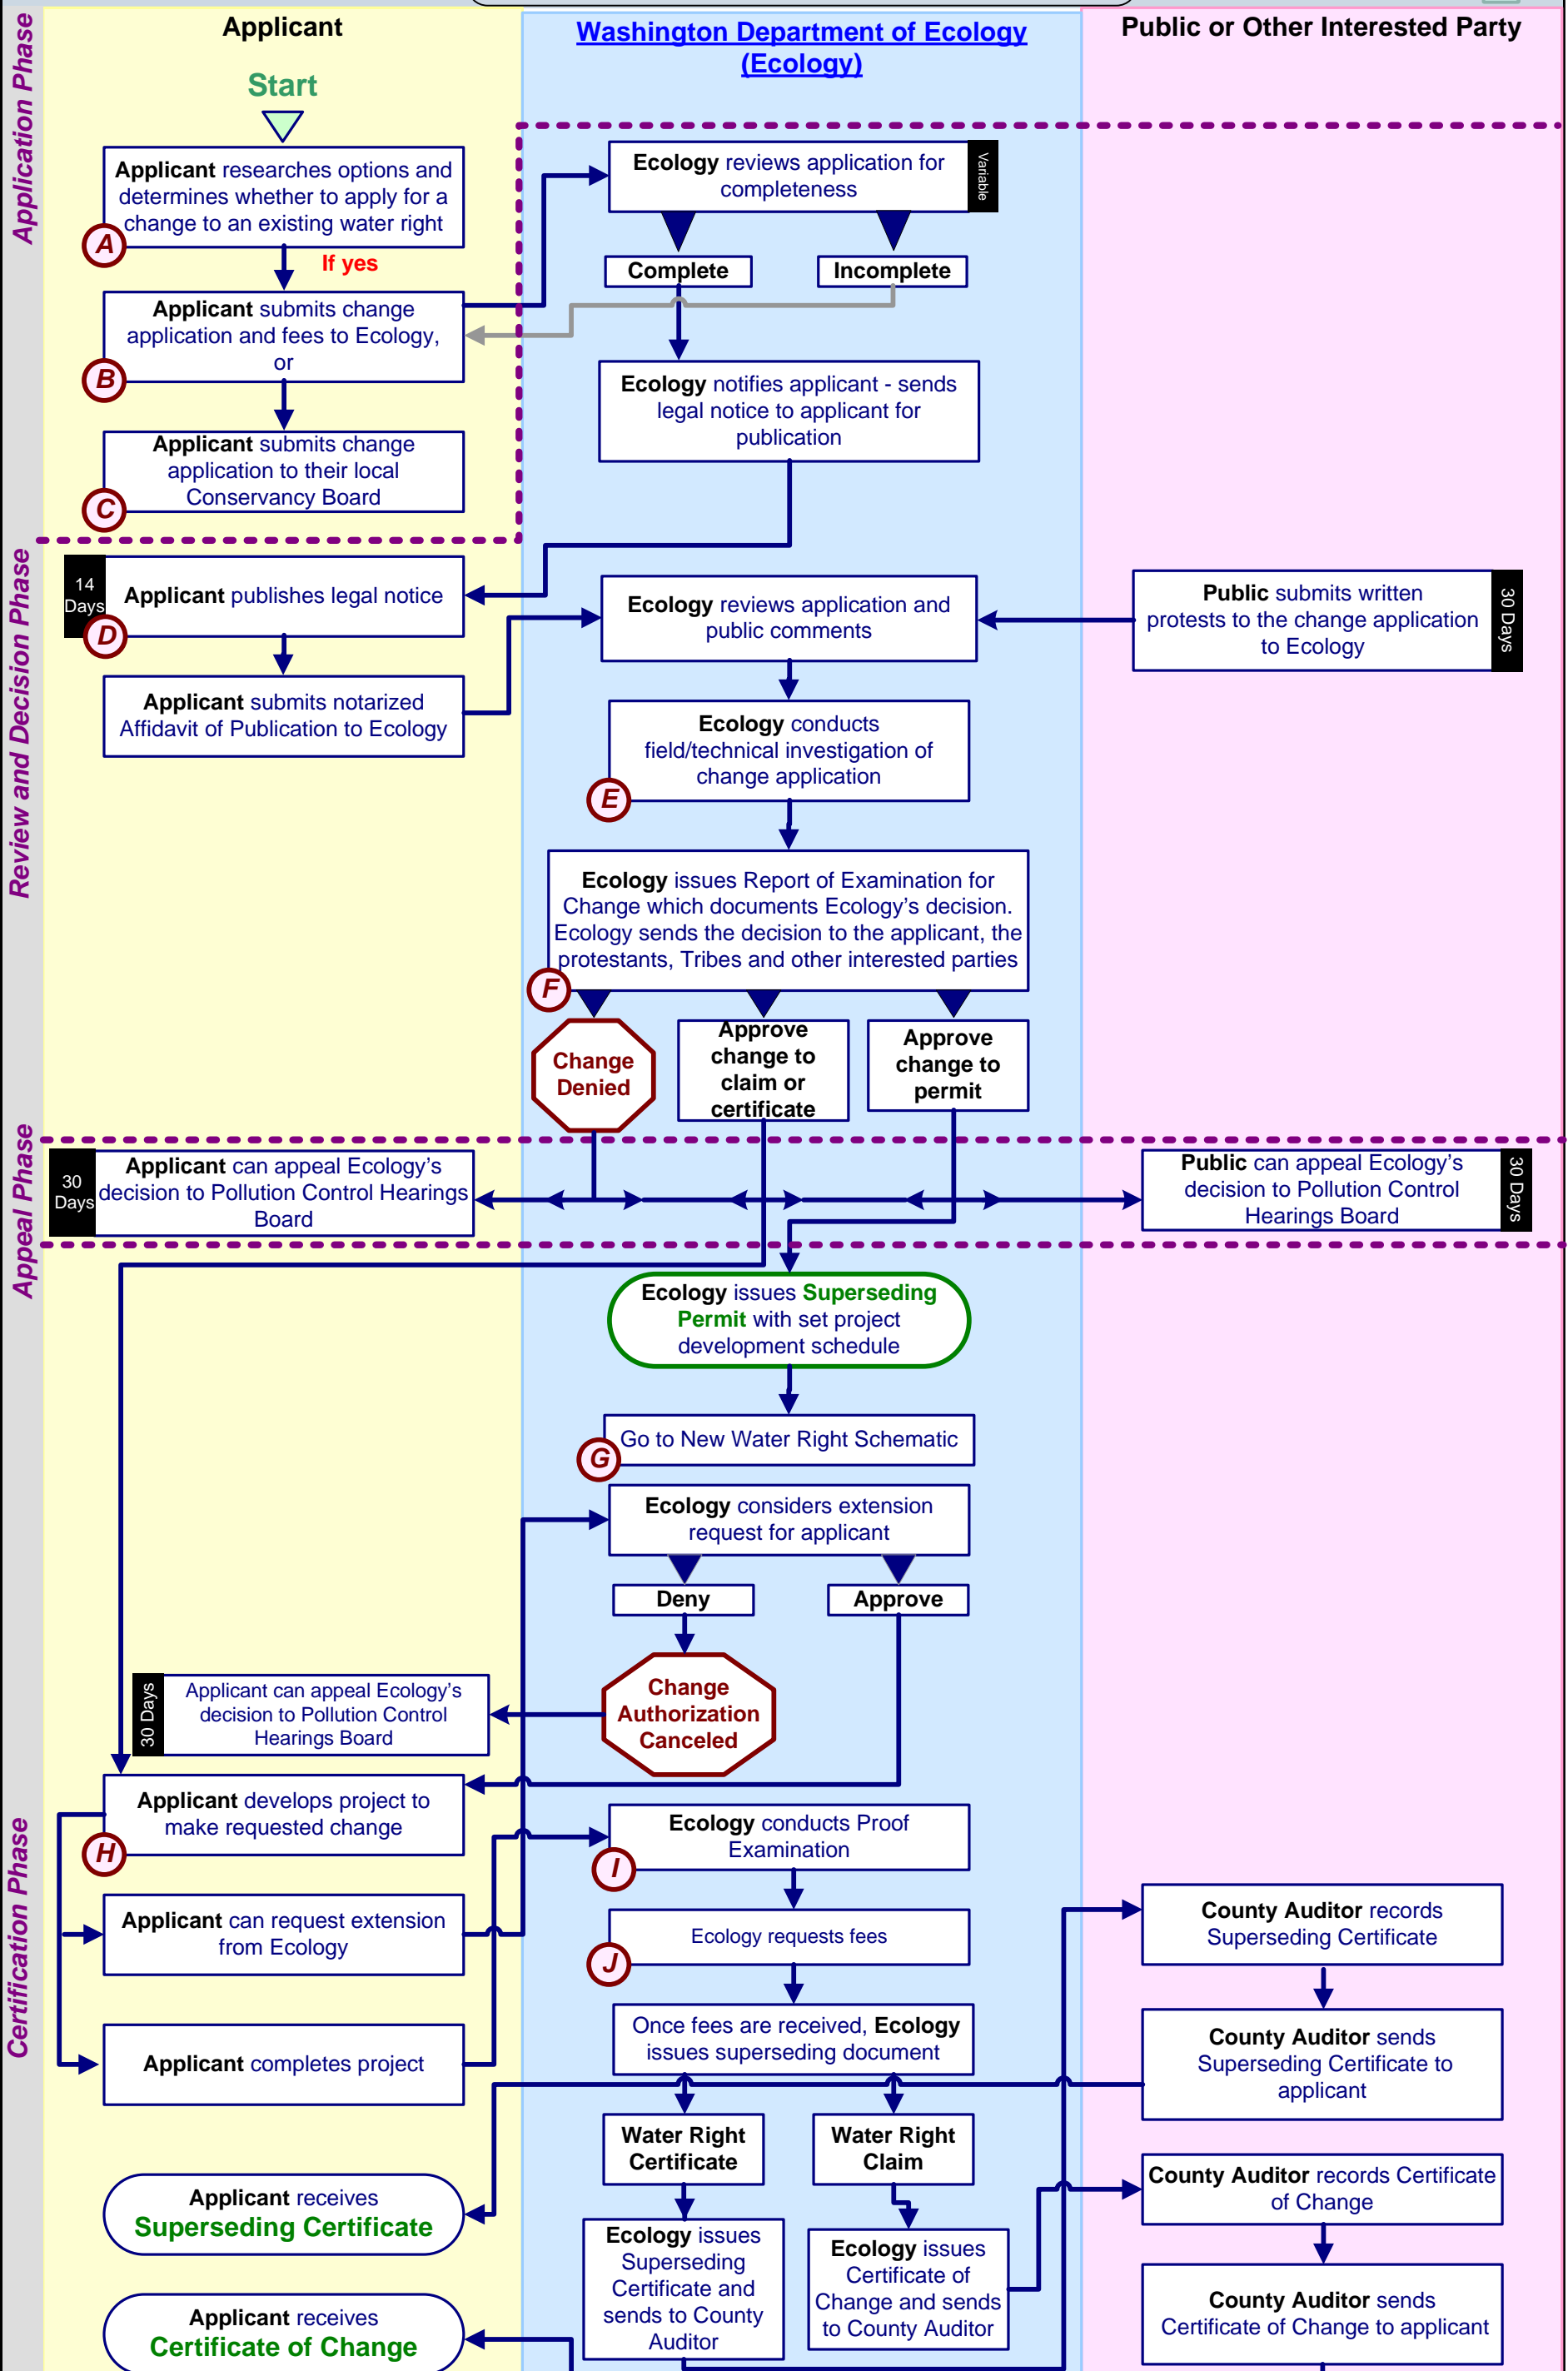 Applicant
Washington Department of Ecology
(Ecology)
Public or Other Interested Party
Application Phase
Start
Applicant researches options and
determines whether to apply for a
change to an existing water right
A
If yes
Applicant submits change
application and fees to Ecology,
or
B
Applicant submits change
application to their local
Conservancy Board
C
Ecology reviews application for
completeness
Variable
Complete
Incomplete
Ecology notifies applicant - sends
legal notice to applicant for
publication
Review and Decision Phase
14
Days
Applicant publishes legal notice
D
Applicant submits notarized
Affidavit of Publication to Ecology
Ecology reviews application and
public comments
Public submits written
protests to the change application
to Ecology
30 Days
Ecology conducts
field/technical investigation of
change application
E
Ecology issues Report of Examination for
Change which documents Ecology's decision.
Ecology sends the decision to the applicant, the
protestants, Tribes and other interested parties
F
Change
Denied
Approve
change to
claim or
certificate
Approve
change to
permit
Appeal Phase
30
Days
Applicant can appeal Ecology's
decision to Pollution Control Hearings
Board
Public can appeal Ecology's
decision to Pollution Control
Hearings Board
30 Days
Ecology issues Superseding
Permit with set project
development schedule
Go to New Water Right Schematic
G
Ecology considers extension
request for applicant
Deny
Approve
Change
Authorization
Canceled
30 Days
Applicant can appeal Ecology's
decision to Pollution Control
Hearings Board
Certification Phase
Applicant develops project to
make requested change
H
Applicant can request extension
from Ecology
Applicant completes project
Ecology conducts Proof
Examination
I
Ecology requests fees
J
Once fees are received, Ecology
issues superseding document
Water Right
Certificate
Water Right
Claim
Ecology issues
Superseding
Certificate and
sends to County
Auditor
Ecology issues
Certificate of
Change and sends
to County Auditor
County Auditor records
Superseding Certificate
County Auditor sends
Superseding Certificate to
applicant
County Auditor records Certificate
of Change
County Auditor sends
Certificate of Change to applicant
Applicant receives
Superseding Certificate
Applicant receives
Certificate of Change